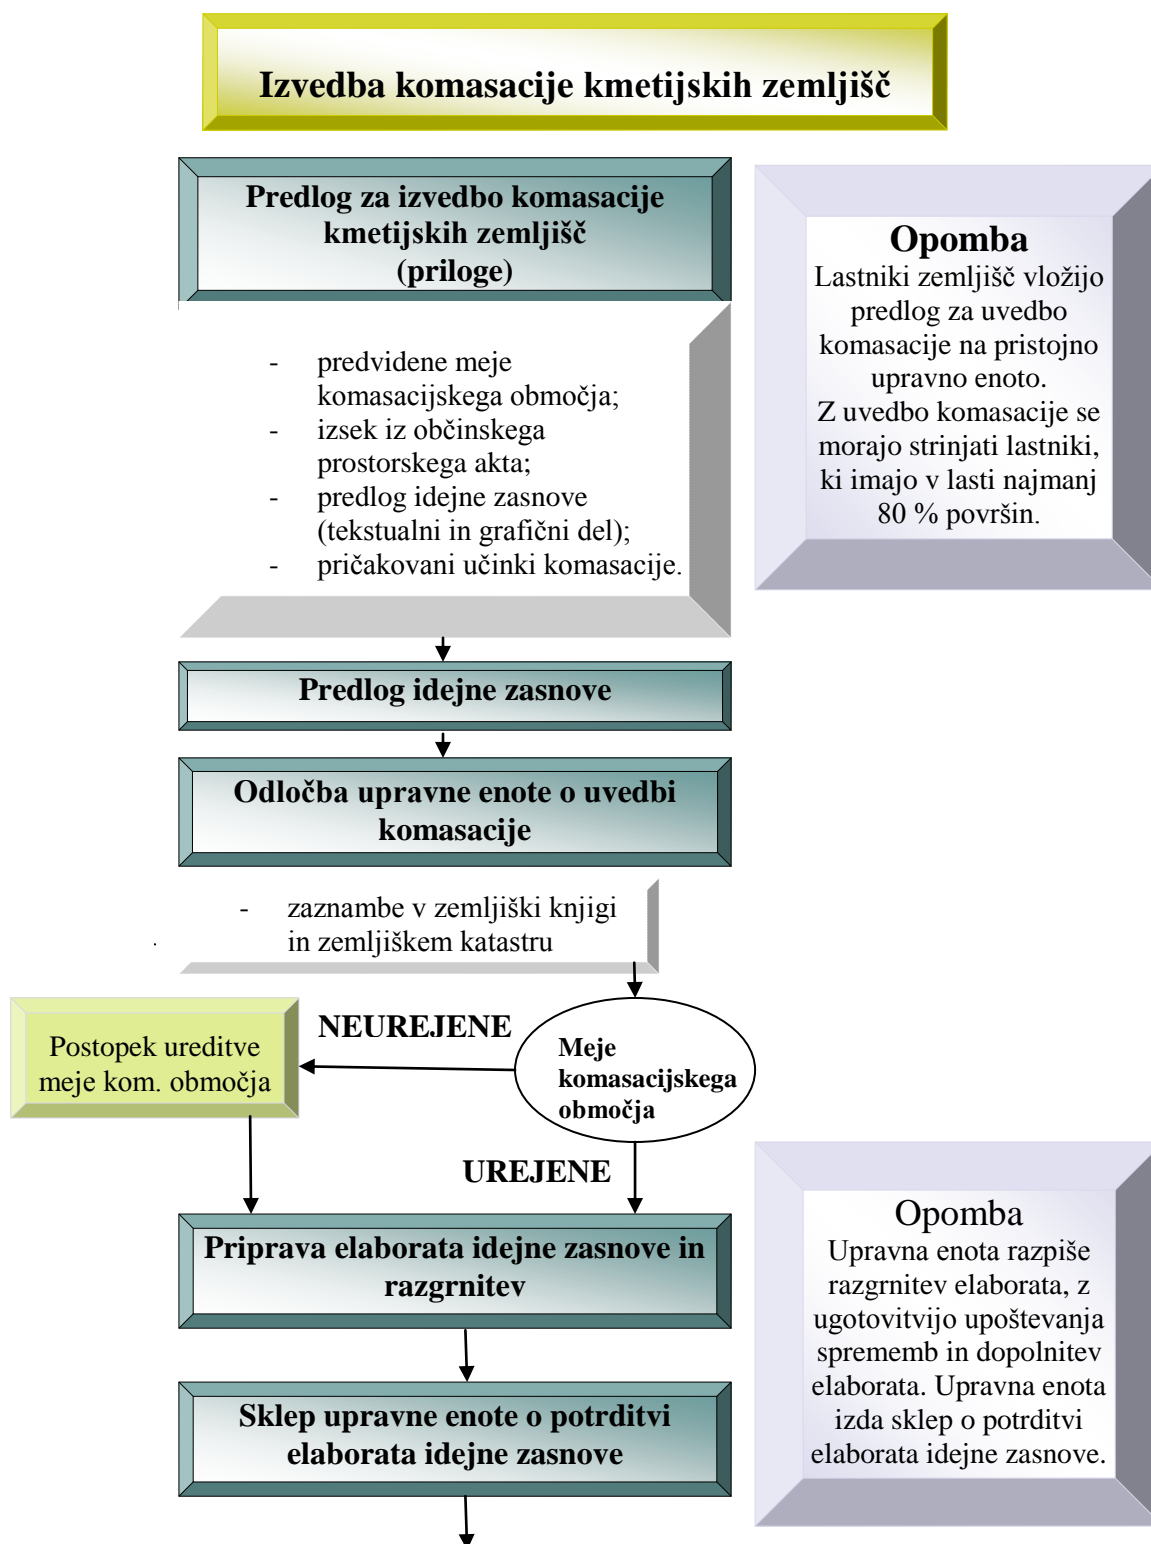 Izvedba komasacije kmetijskih zemljišč
Predlog za izvedbo komasacije
kmetijskih zemljišč
(priloge)
Opomba
Lastniki zemljišč vložijo
predlog za uvedbo
komasacije na pristojno
upravno enoto.
Z uvedbo komasacije se
morajo strinjati lastniki,
ki imajo v lasti najmanj
80 % površin.
- predvidene meje
komasacijskega območja;
- izsek iz občinskega
prostorskega akta;
- predlog idejne zasnove
(tekstualni in grafični del);
- pričakovani učinki komasacije.
Predlog idejne zasnove
Odločba upravne enote o uvedbi
komasacije
- zaznambe v zemljiški knjigi
in zemljiškem katastru
NEUREJENE
Postopek ureditve
meje kom. območja
Meje
komasacijskega
območja
UREJENE
Priprava elaborata idejne zasnove in
razgrnitev
Opomba
Upravna enota razpiše
razgrnitev elaborata, z
ugotovitvijo upoštevanja
sprememb in dopolnitev
elaborata. Upravna enota
izda sklep o potrditvi
elaborata idejne zasnove.
Sklep upravne enote o potrditvi
elaborata idejne zasnove